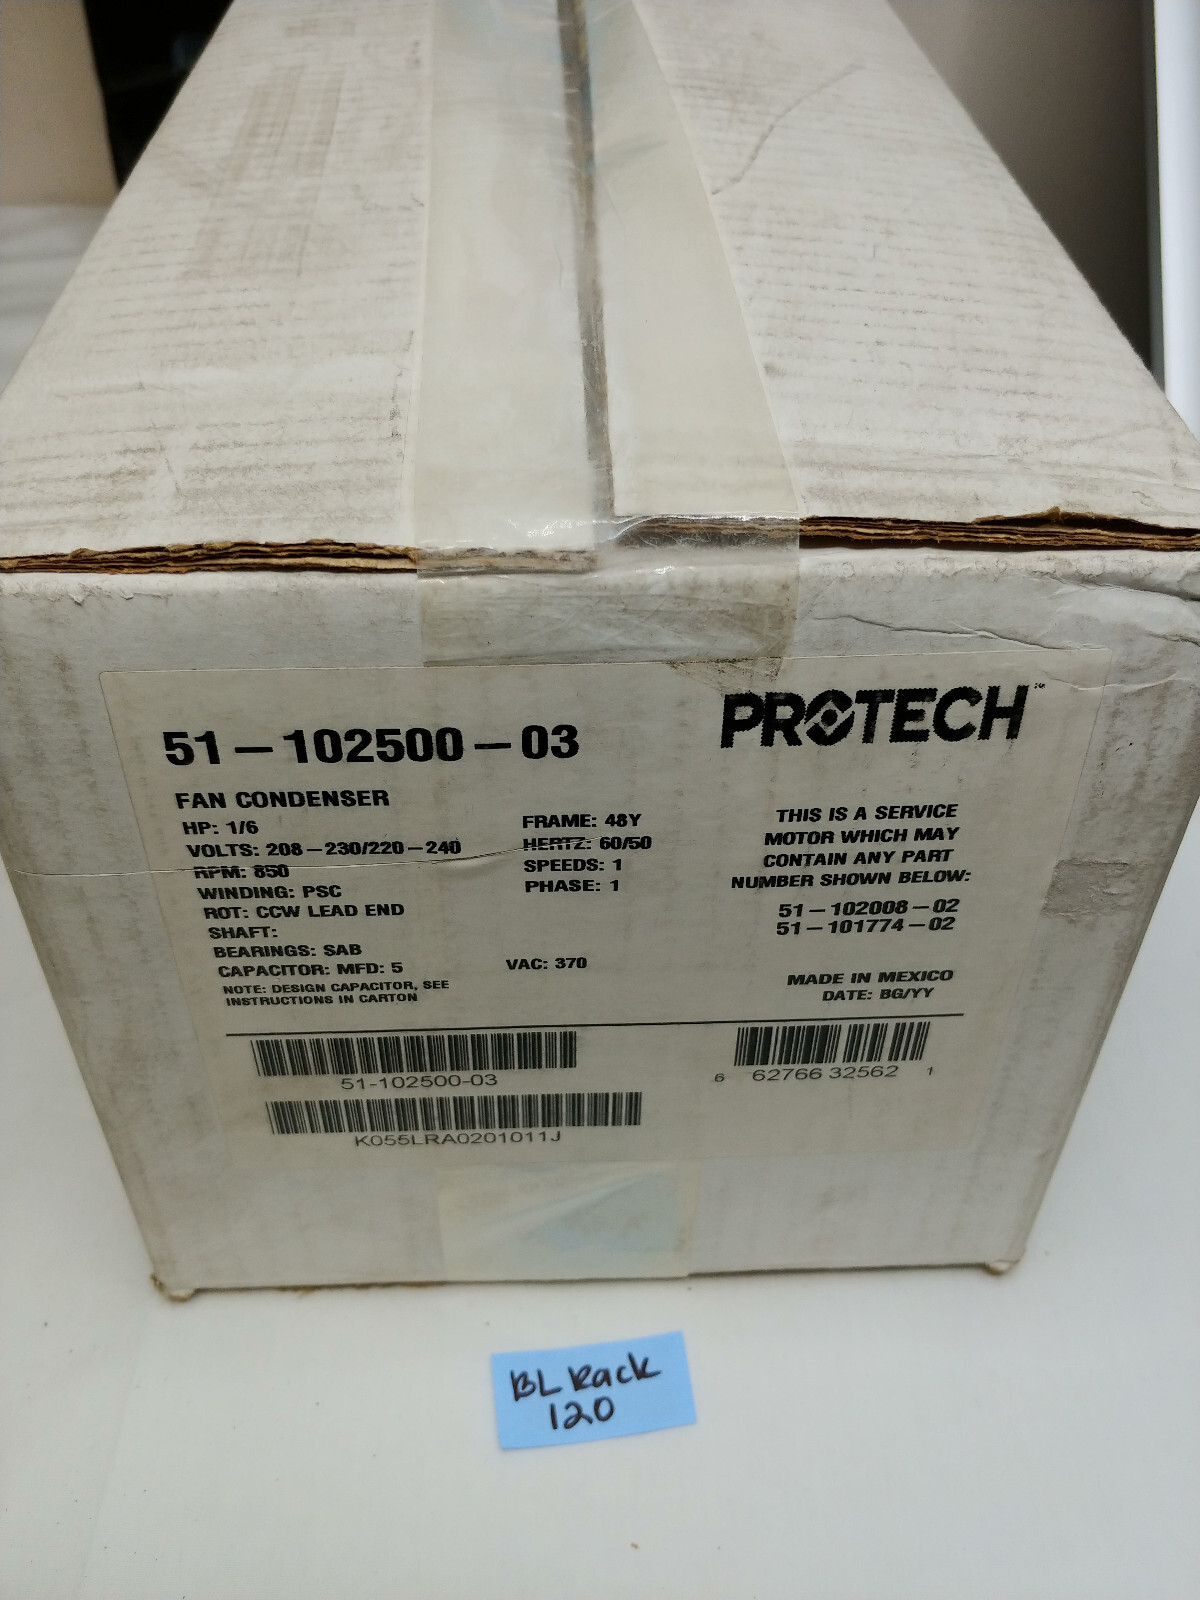 PROTECH
51-102500-03
FAN CONDENSER
HP: 1/6
VOLTS: 208-230/220-240
RPM: 850
WINDING: PSC
ROT: CCW LEAD END
SHAFT:
BEARINGS: SAB
CAPACITOR: MFD: 5
VAC: 370
NOTE: DESIGN CAPACITOR, SEE
INSTRUCTIONS IN CARTON
FRAME: 48Y
HERTZ: 60/50
SPEEDS: 1
PHASE: 1
THIS IS A SERVICE
MOTOR WHICH MAY
CONTAIN ANY PART
NUMBER SHOWN BELOW:
51-102008-02
51-101774-02
MADE IN MEXICO
DATE: BG/YY
51-102500-03
6 62766 32562 1
K055LRA0201011J
BL Rack
120